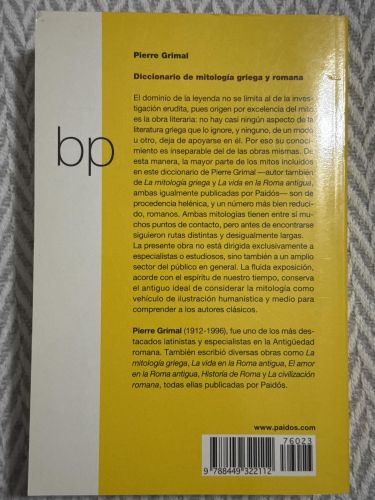 Pierre Grimal
Diccionario de mitología griega y romana
El dominio de la leyenda no se limita al de la inves-
tigación erudita, pues origen por excelencia del mito
es la obra literaria: no hay casi ningún aspecto de la
literatura griega que lo ignore, y ninguno, de un modo
u otro, deja de apoyarse en él. Por eso su conoci-
miento es inseparable del de las obras mismas. De
esta manera, la mayor parte de los mitos incluidos
en este diccionario de Pierre Grimal —autor también
de La mitología griega y La vida en la Roma antigua,
ambas igualmente publicadas por Paidós— son de
procedencia helénica, y un número más bien reduci-
do, romanos. Ambas mitologías tienen entre sí mu-
chos puntos de contacto, pero antes de encontrarse
siguieron rutas distintas y desigualmente largas.
La presente obra no está dirigida exclusivamente a
especialistas o estudiosos, sino también a un amplio
sector del público en general. La fluida exposición,
acorde con el espíritu de nuestro tiempo, conserva
el antiguo ideal de considerar la mitología como
vehículo de ilustración humanística y medio para
comprender a los autores clásicos.
bp
Pierre Grimal (1912-1996), fue uno de los más des-
tacados latinistas y especialistas en la Antigüedad
romana. También escribió diversas obras como La
mitología griega, La vida en la Roma antigua, El amor
en la Roma antigua, Historia de Roma y La civilización
romana, todas ellas publicadas por Paidós.
www.paidos.com
76023
9 788449 322112